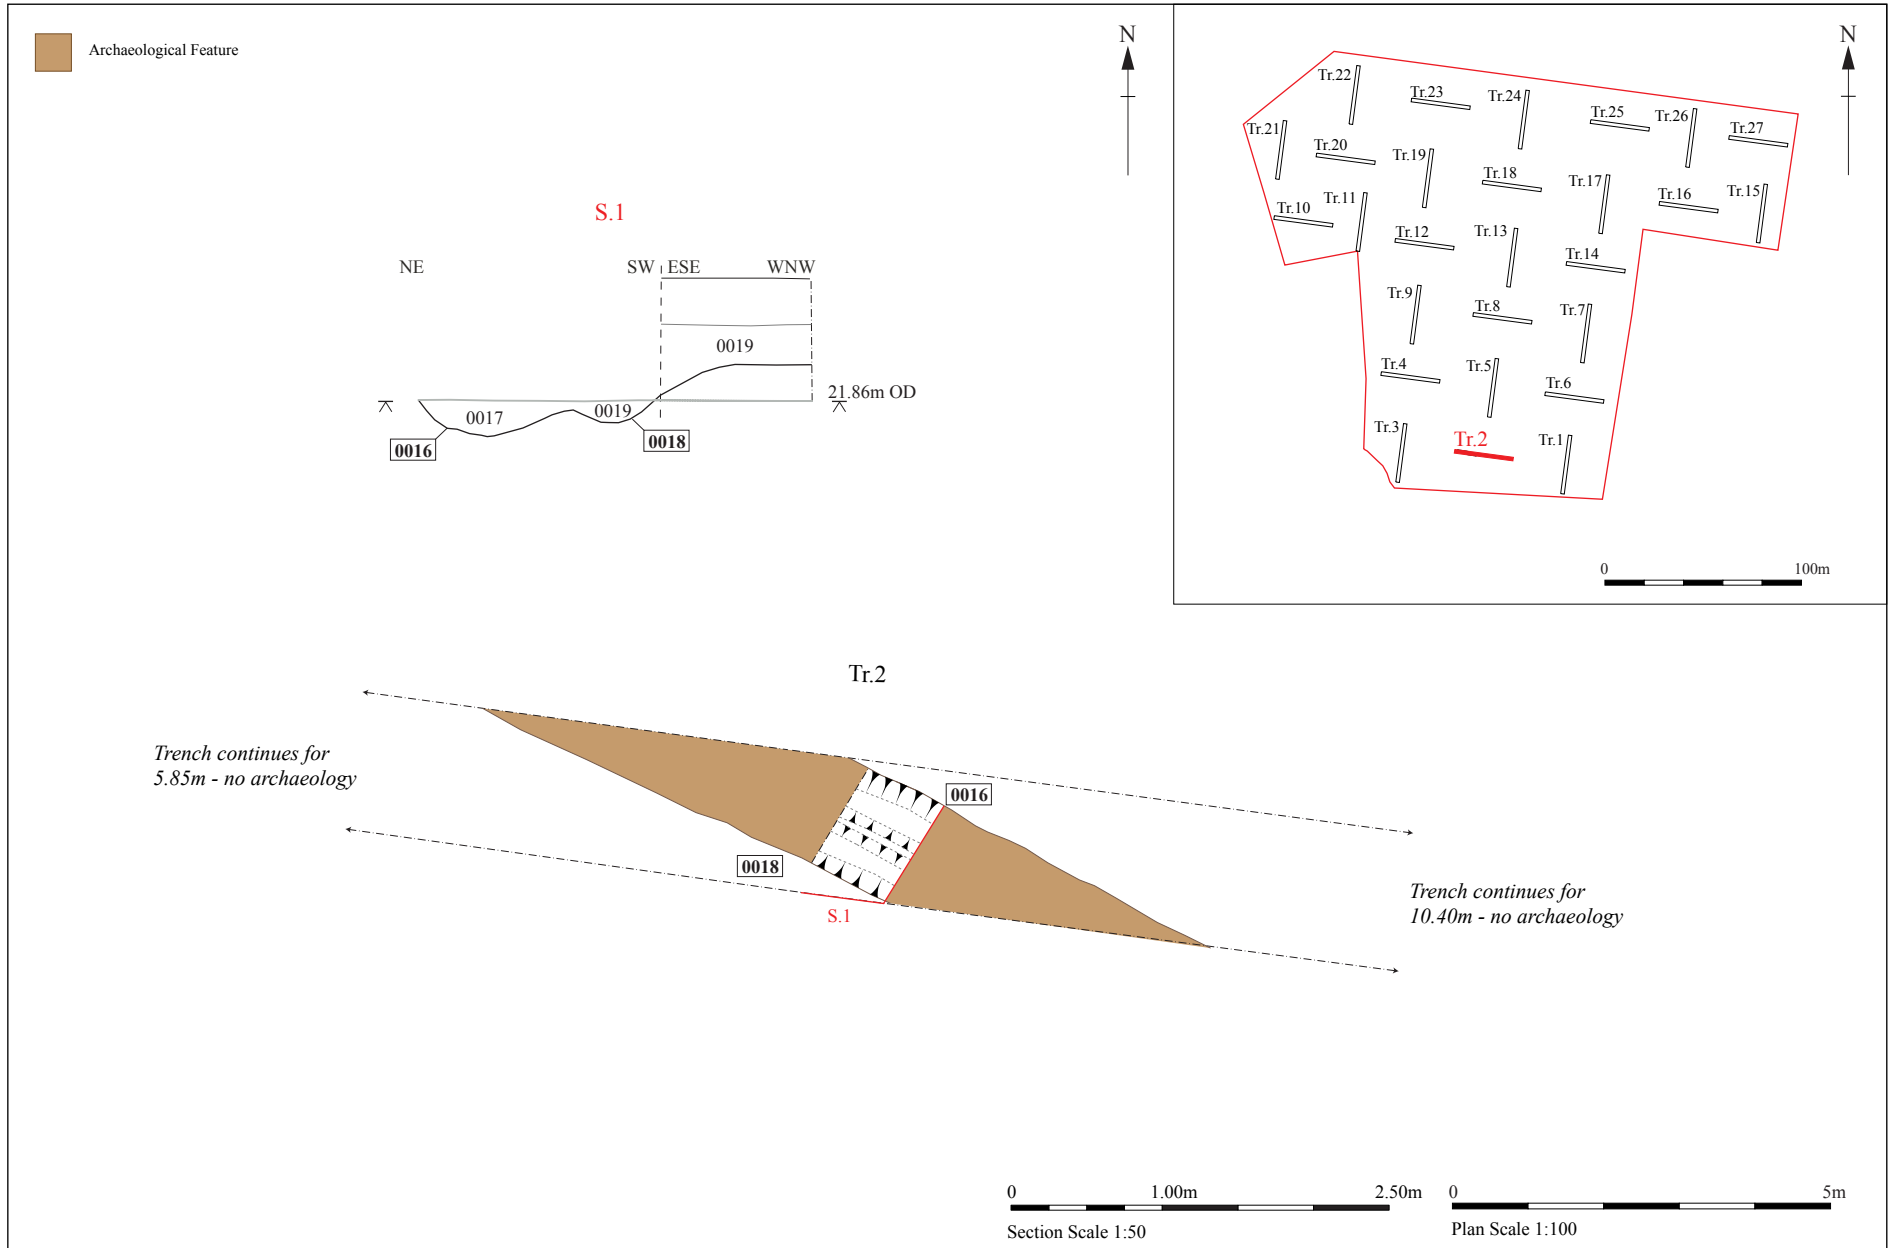 Archaeological Feature
N
S.1
NE
SW
ESE
WNW
0019
21.86m OD
0017
0019
0016
0018
N
Tr.22
Tr.23
Tr.24
Tr.25
Tr.26
Tr.27
Tr.21
Tr.20
Tr.19
Tr.18
Tr.17
Tr.16
Tr.15
Tr.10
Tr.11
Tr.12
Tr.13
Tr.14
Tr.9
Tr.8
Tr.7
Tr.4
Tr.5
Tr.6
Tr.3
Tr.2
Tr.1
0
100m
Tr.2
Trench continues for
5.85m - no archaeology
0016
0018
S.1
Trench continues for
10.40m - no archaeology
0
1.00m
2.50m
Section Scale 1:50
0
5m
Plan Scale 1:100